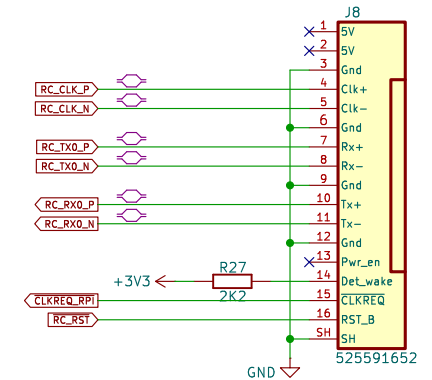 J8
1 5V
2 5V
3 Gnd
RC_CLK_P 4 Clk+
RC_CLK_N 5 Clk-
6 Gnd
RC_TX0_P 7 Rx+
RC_TX0_N 8 Rx-
9 Gnd
RC_RX0_P 10 Tx+
RC_RX0_N 11 Tx-
12 Gnd
13 Pwr_en
R27
+3V3 14 Det_wake
2K2
CLKREQ_RPI 15 CLKREQ
RC_RST 16 RST_B
SH SH
525591652
GND